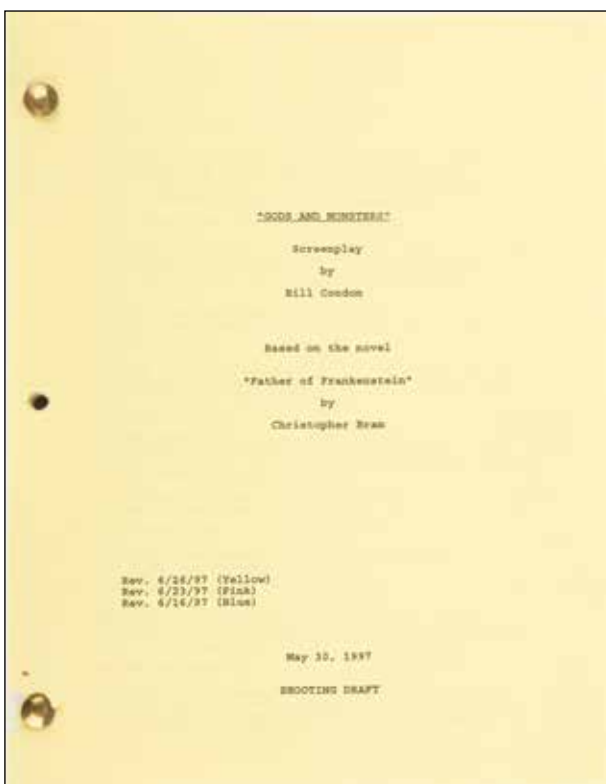 "GODS AND MONSTERS"
Screenplay
by
Bill Condon
Based on the novel
"Father of Frankenstein"
by
Christopher Bram
Rev. 6/26/97 (Yellow)
Rev. 6/23/97 (Pink)
Rev. 6/16/97 (Blue)
May 30, 1997
SHOOTING DRAFT